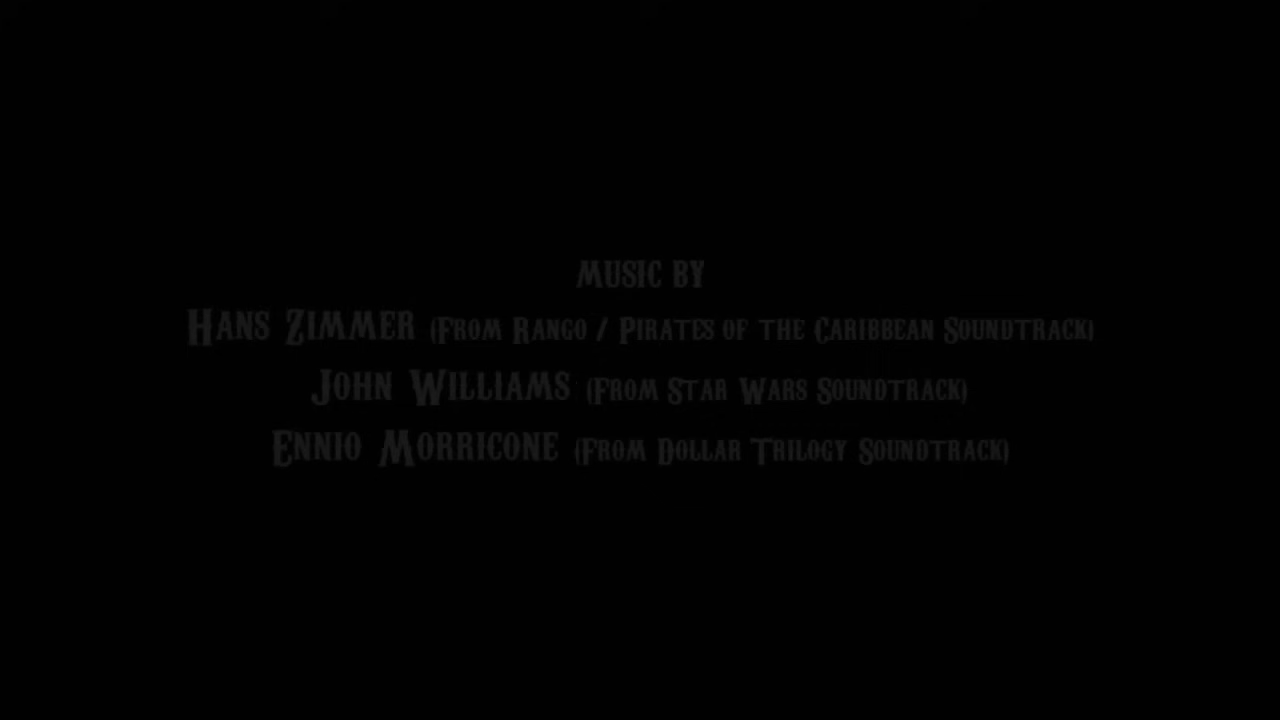 MUSIC BY
HANS ZIMMER (FROM RANGO / PIRATES OF THE CARIBBEAN SOUNDTRACK)
JOHN WILLIAMS (FROM STAR WARS SOUNDTRACK)
ENNIO MORRICONE (FROM DOLLAR TRILOGY SOUNDTRACK)